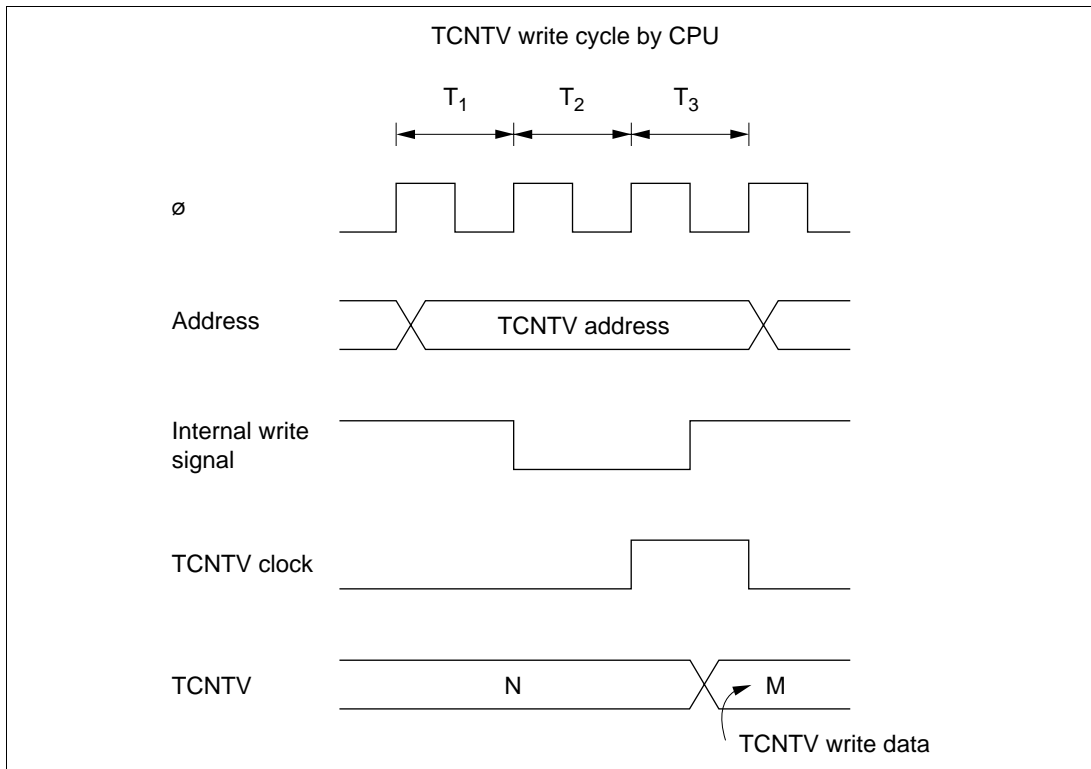 TCNTV write cycle by CPU
T1 T2 T3
ø
Address
TCNTV address
Internal write
signal
TCNTV clock
TCNTV
N
M
TCNTV write data